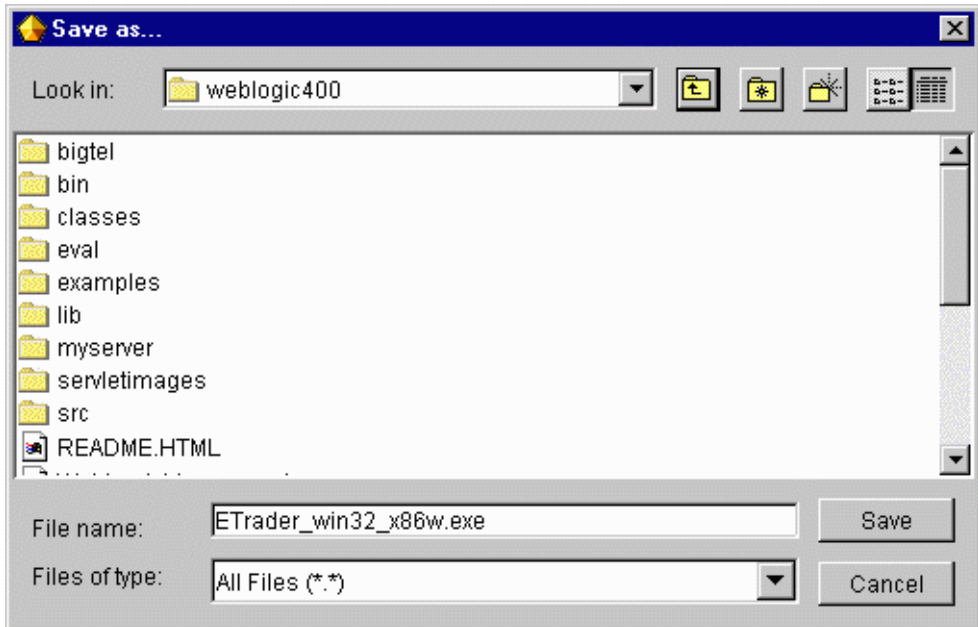 Save as...
Look in: weblogic400
bigtel
bin
classes
eval
examples
lib
myserver
servletimages
src
README.HTML
File name: ETrader_win32_x86w.exe Save
Files of type: All Files (*.*) Cancel